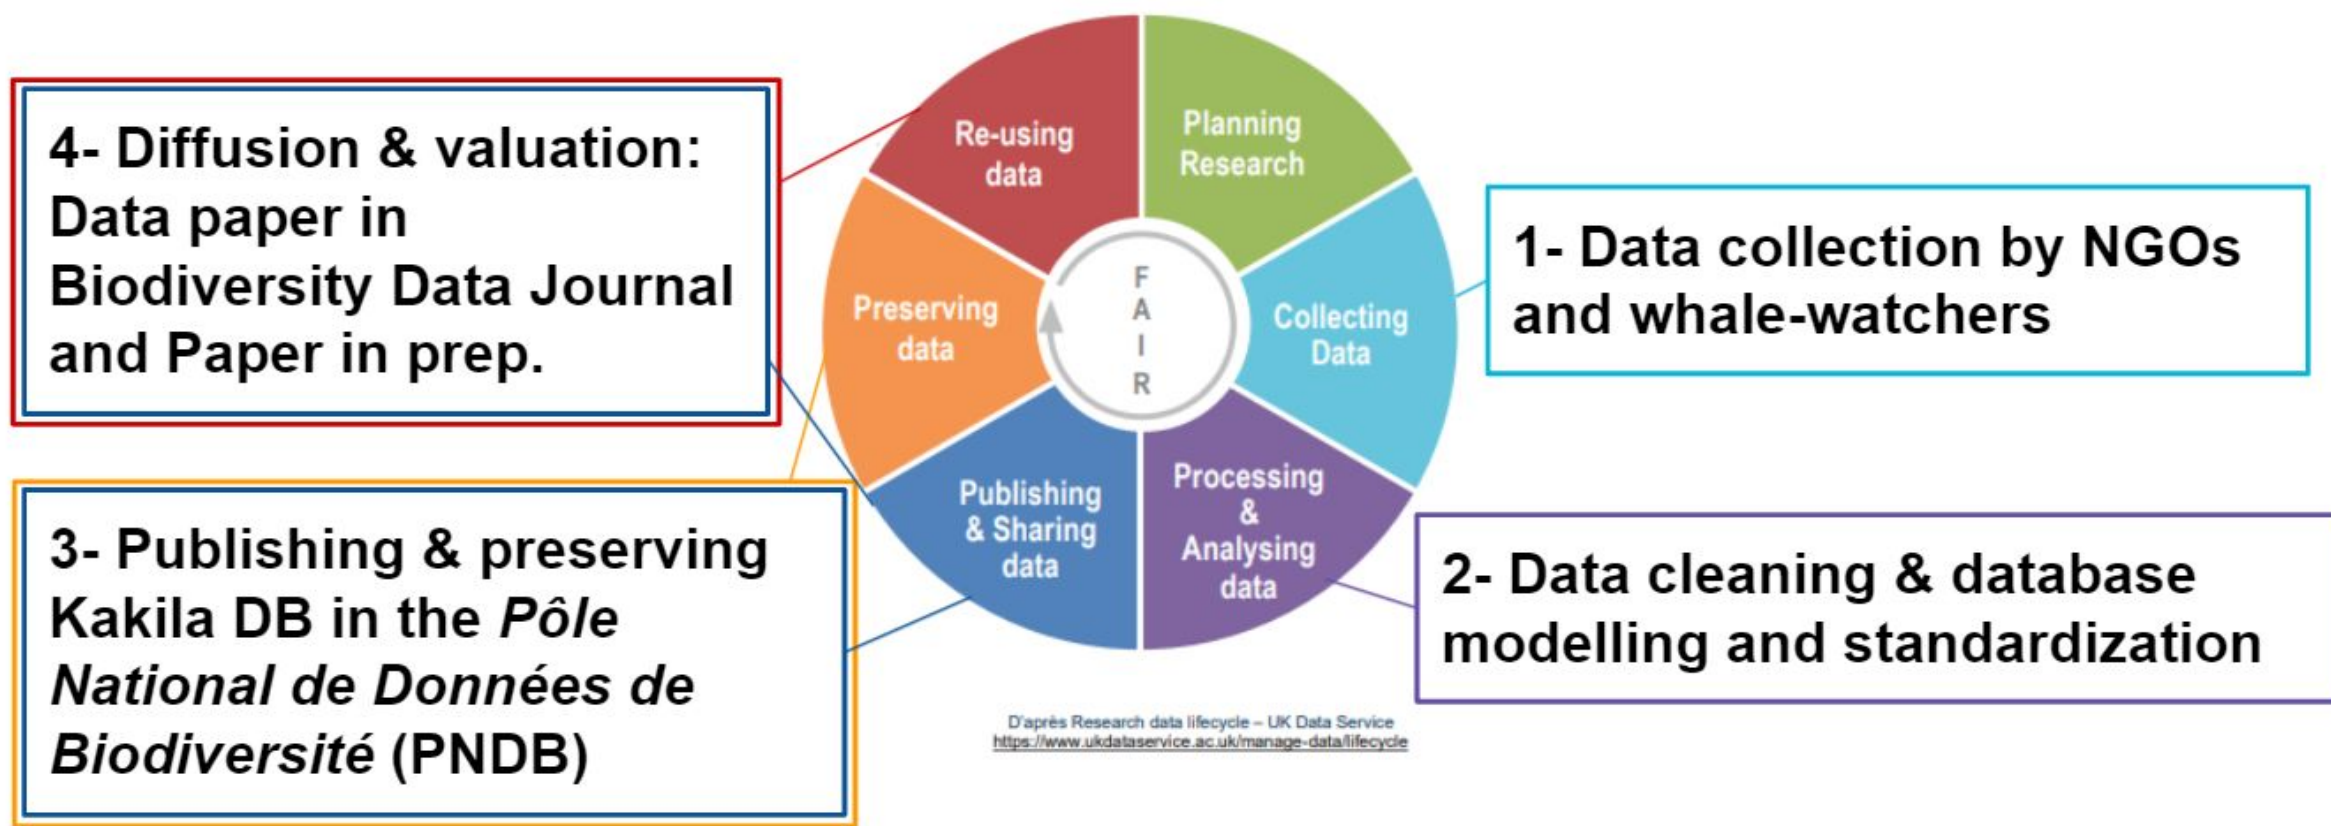 4- Diffusion & valuation:
Data paper in
Biodiversity Data Journal
and Paper in prep.
3- Publishing & preserving
Kakila DB in the Pôle
National de Données de
Biodiversité (PNDB)
Re-using
data
Planning
Research
Preserving
data
F
A
I
R
Collecting
Data
Publishing
& Sharing
data
Processing
&
Analysing
data
D'après Research data lifecycle – UK Data Service
https://www.ukdataservice.ac.uk/manage-data/lifecycle
1- Data collection by NGOs
and whale-watchers
2- Data cleaning & database
modelling and standardization